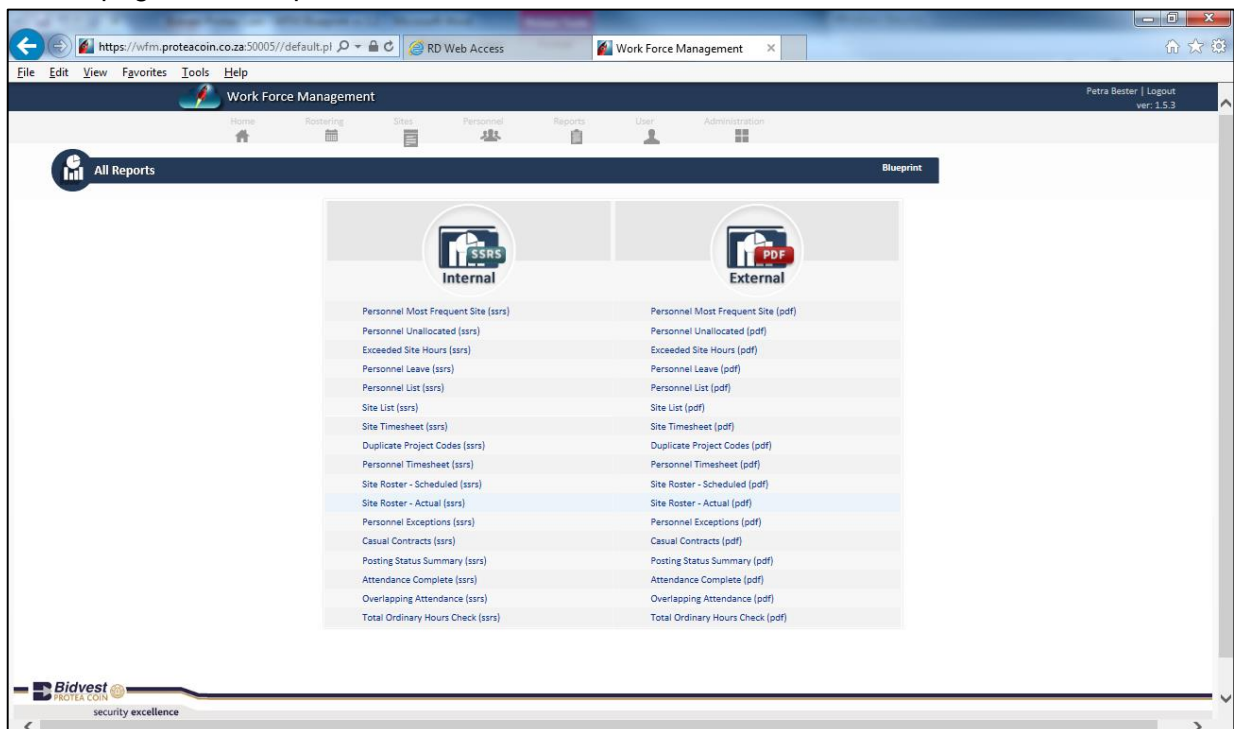 https://wfm.proteacoin.co.za:50005//default.pl
RD Web Access
Work Force Management
File Edit View Favorites Tools Help
Work Force Management
Petra Bester | Logout
ver: 1.5.3
Home Rostering Sites Personnel Reports User Administration
All Reports
Blueprint
SSRS
Internal
PDF
External
Personnel Most Frequent Site (ssrs) Personnel Most Frequent Site (pdf)
Personnel Unallocated (ssrs) Personnel Unallocated (pdf)
Exceeded Site Hours (ssrs) Exceeded Site Hours (pdf)
Personnel Leave (ssrs) Personnel Leave (pdf)
Personnel List (ssrs) Personnel List (pdf)
Site List (ssrs) Site List (pdf)
Site Timesheet (ssrs) Site Timesheet (pdf)
Duplicate Project Codes (ssrs) Duplicate Project Codes (pdf)
Personnel Timesheet (ssrs) Personnel Timesheet (pdf)
Site Roster - Scheduled (ssrs) Site Roster - Scheduled (pdf)
Site Roster - Actual (ssrs) Site Roster - Actual (pdf)
Personnel Exceptions (ssrs) Personnel Exceptions (pdf)
Casual Contracts (ssrs) Casual Contracts (pdf)
Posting Status Summary (ssrs) Posting Status Summary (pdf)
Attendance Complete (ssrs) Attendance Complete (pdf)
Overlapping Attendance (ssrs) Overlapping Attendance (pdf)
Total Ordinary Hours Check (ssrs) Total Ordinary Hours Check (pdf)
Bidvest
PROTEA COIN
security excellence